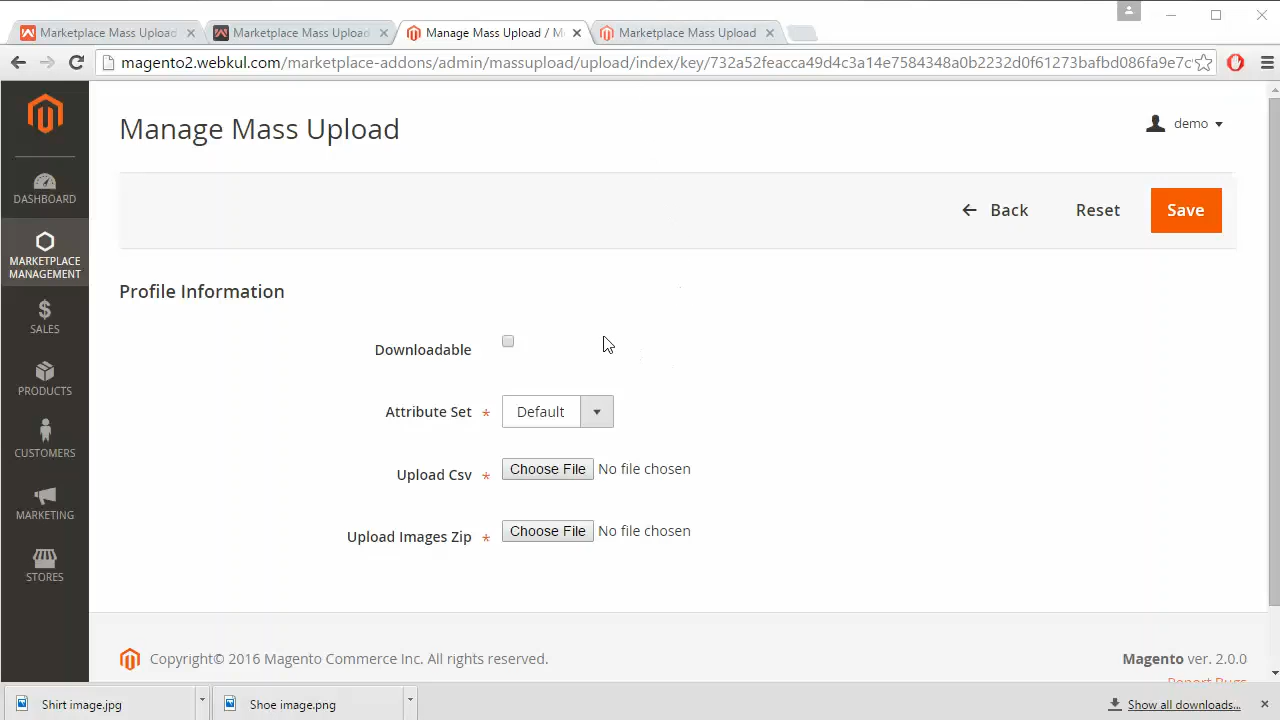 Marketplace Mass Upload
Marketplace Mass Upload
Manage Mass Upload / M
Marketplace Mass Upload
magento2.webkul.com/marketplace-addons/admin/massupload/upload/index/key/732a52feacca49d4c3a14e7584348a0b2232d0f61273bafbd086fa9e7c
Manage Mass Upload
demo
Back
Reset
Save
DASHBOARD
MARKETPLACE
MANAGEMENT
SALES
PRODUCTS
CUSTOMERS
MARKETING
STORES
Profile Information
Downloadable
Attribute Set *
Default
Upload Csv *
Choose File No file chosen
Upload Images Zip *
Choose File No file chosen
Copyright© 2016 Magento Commerce Inc. All rights reserved.
Magento ver. 2.0.0
Report Bugs
Shirt image.jpg
Shoe image.png
Show all downloads...